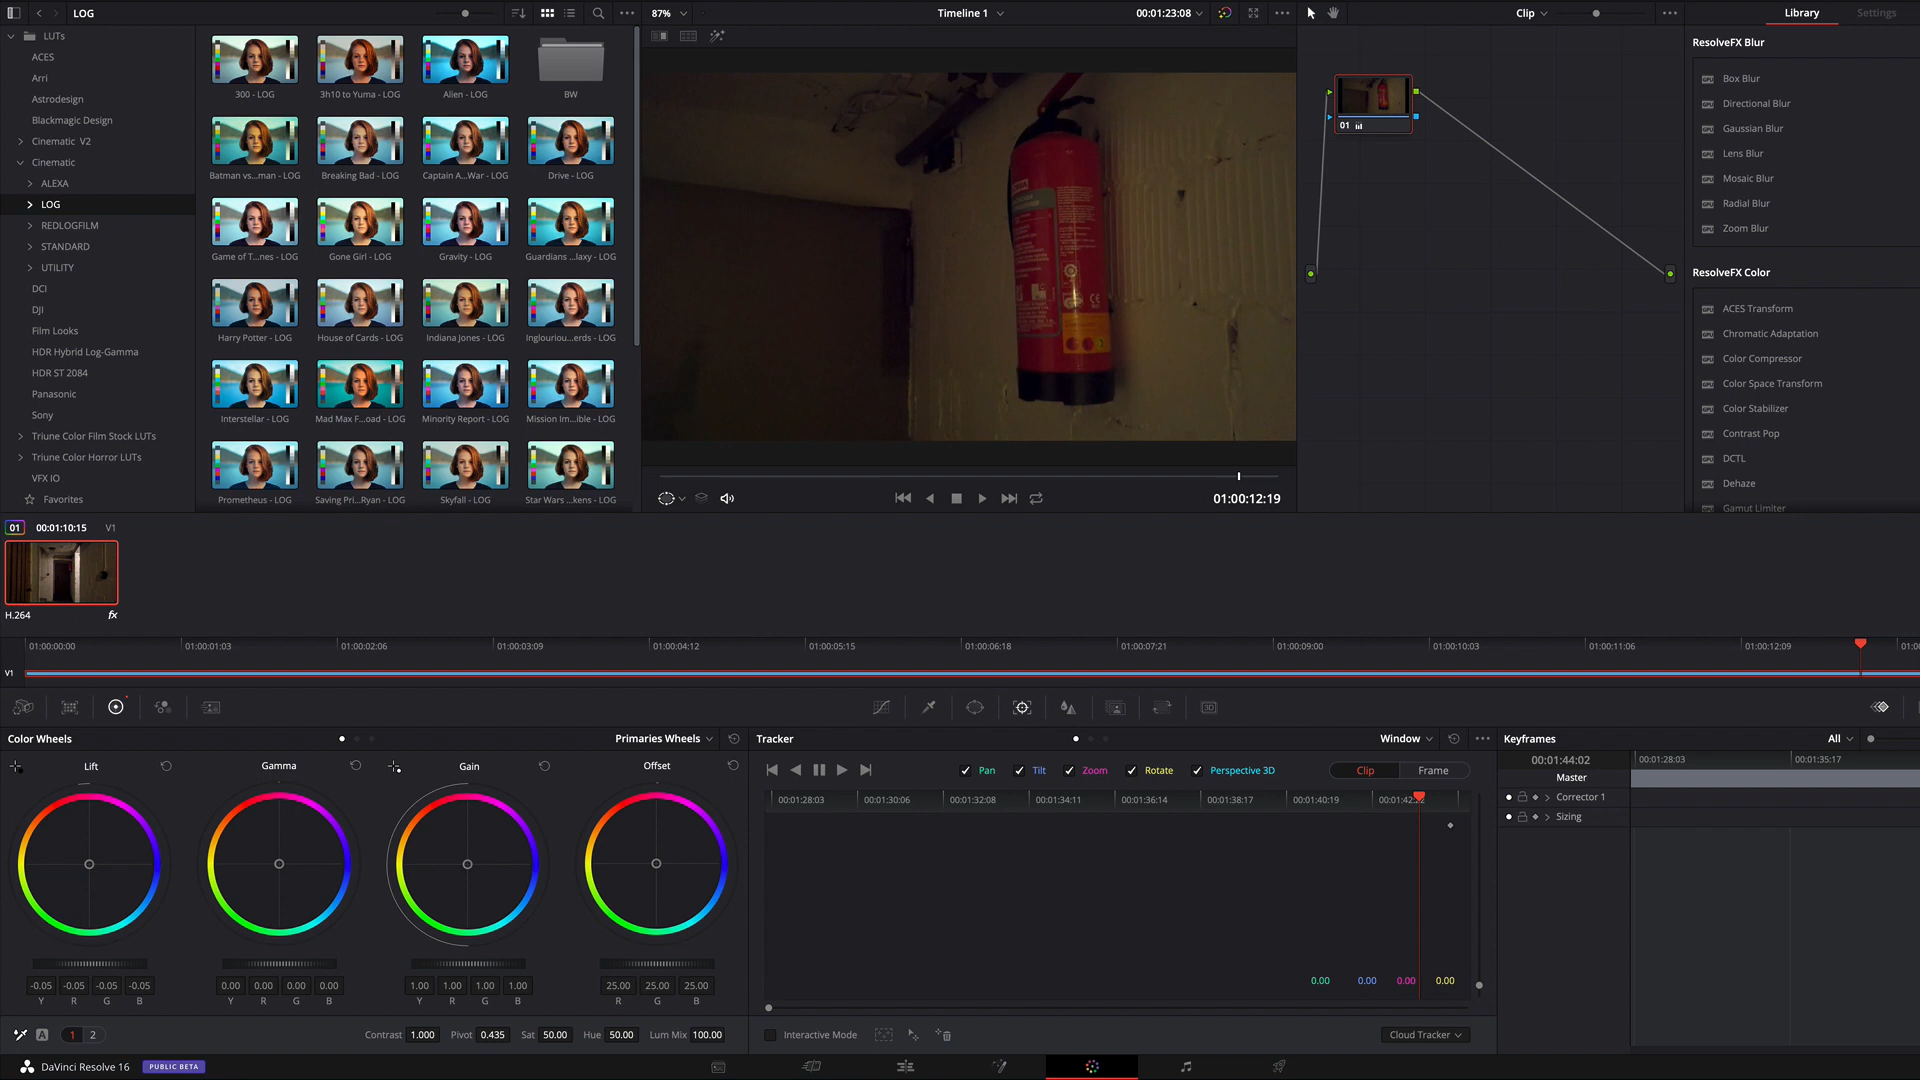 LOG
87%
Timeline 1
00:01:23:08
Clip
Library
Settings
LUTs
ACES
Arri
Astrodesign
Blackmagic Design
Cinematic V2
Cinematic
ALEXA
LOG
REDLOGFILM
STANDARD
UTILITY
DCI
DJI
Film Looks
HDR Hybrid Log-Gamma
HDR ST 2084
Panasonic
Sony
Triune Color Film Stock LUTs
Triune Color Horror LUTs
VFX IO
Favorites
300 - LOG
3h10 to Yuma - LOG
Alien - LOG
BW
Batman vs...man - LOG
Breaking Bad - LOG
Captain A...War - LOG
Drive - LOG
Game of T...nes - LOG
Gone Girl - LOG
Gravity - LOG
Guardians ...laxy - LOG
Harry Potter - LOG
House of Cards - LOG
Indiana Jones - LOG
Inglouriou...erds - LOG
Interstellar - LOG
Mad Max F...oad - LOG
Minority Report - LOG
Mission Im...ible - LOG
Prometheus - LOG
Saving Pri...Ryan - LOG
Skyfall - LOG
Star Wars ...kens - LOG
01:00:12:19
01
ResolveFX Blur
Box Blur
Directional Blur
Gaussian Blur
Lens Blur
Mosaic Blur
Radial Blur
Zoom Blur
ResolveFX Color
ACES Transform
Chromatic Adaptation
Color Compressor
Color Space Transform
Color Stabilizer
Contrast Pop
DCTL
Dehaze
Gamut Limiter
01 00:01:10:15 V1
H.264 fx
01:00:00:00 01:00:01:03 01:00:02:06 01:00:03:09 01:00:04:12 01:00:05:15 01:00:06:18 01:00:07:21 01:00:09:00 01:00:10:03 01:00:11:06 01:00:12:09
V1
3D
Color Wheels
Primaries Wheels
Lift
Gamma
Gain
Offset
-0.05 -0.05 -0.05 -0.05
Y R G B
0.00 0.00 0.00 0.00
Y R G B
1.00 1.00 1.00 1.00
Y R G B
25.00 25.00 25.00
R G B
A 1 2
Contrast 1.000 Pivot 0.435 Sat 50.00 Hue 50.00 Lum Mix 100.00
Tracker
Window
Pan Tilt Zoom Rotate Perspective 3D
Clip Frame
00:01:28:03 00:01:30:06 00:01:32:08 00:01:34:11 00:01:36:14 00:01:38:17 00:01:40:19
0.00 0.00 0.00 0.00
Interactive Mode
Cloud Tracker
Keyframes
All
00:01:44:02
00:01:28:03 00:01:35:17
Master
Corrector 1
Sizing
DaVinci Resolve 16
PUBLIC BETA